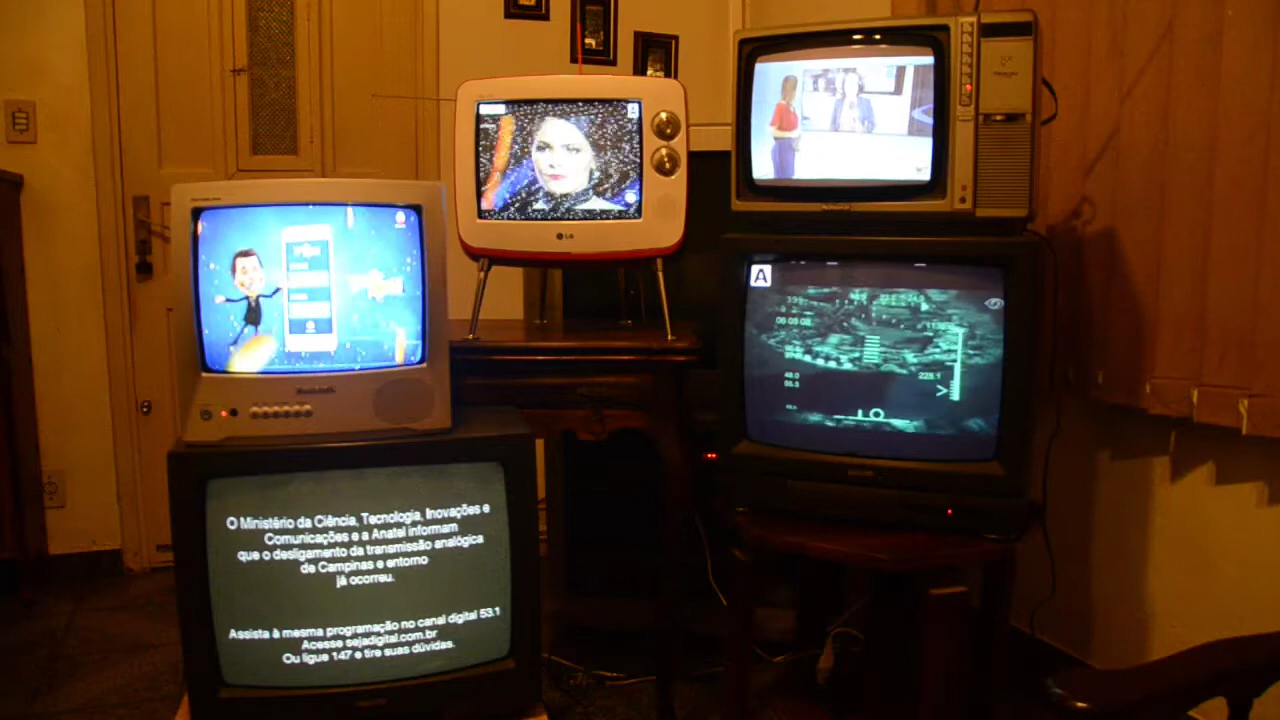 LG
A
O Ministério da Ciência, Tecnologia, Inovações e
Comunicações e a Anatel informam
que o desligamento da transmissão analógica
de Campinas e entorno
já ocorreu.
Assista à mesma programação no canal digital 53.1
Acesse sejadigital.com.br
Ou ligue 147 e tire suas dúvidas.